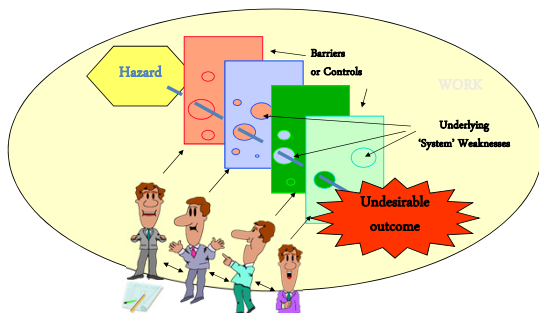 Hazard
Barriers
or Controls
WORK
Underlying
‘System’ Weaknesses
Undesirable
outcome